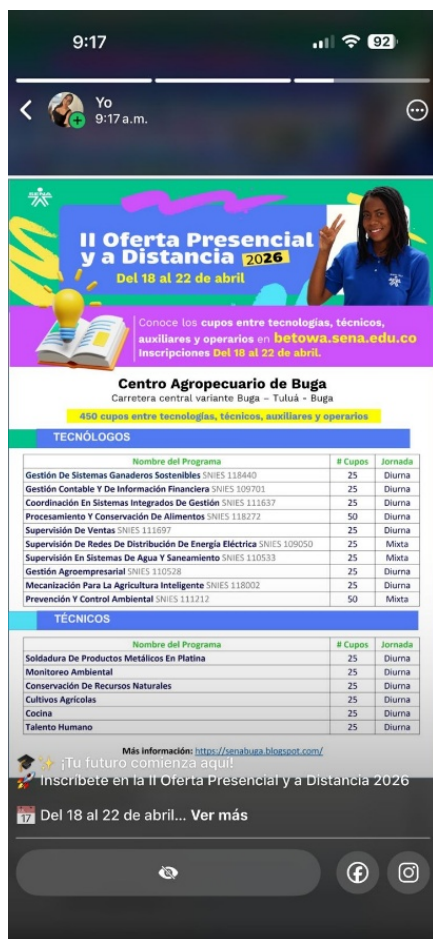 9:17
92
Yo
9:17 a.m.
SENA
II Oferta Presencial
y a Distancia 2026
Del 18 al 22 de abril
Conoce los cupos entre tecnologías, técnicos,
auxiliares y operarios en betowa.sena.edu.co
Inscripciones Del 18 al 22 de abril.
Centro Agropecuario de Buga
Carretera central variante Buga – Tuluá - Buga
450 cupos entre tecnologías, técnicos, auxiliares y operarios
TECNÓLOGOS
Nombre del Programa # Cupos Jornada
Gestión De Sistemas Ganaderos Sostenibles SNIES 118440 25 Diurna
Gestión Contable Y De Información Financiera SNIES 109701 25 Diurna
Coordinación En Sistemas Integrados De Gestión SNIES 111637 25 Diurna
Procesamiento Y Conservación De Alimentos SNIES 118272 50 Diurna
Supervisión De Ventas SNIES 111697 25 Diurna
Supervisión De Redes De Distribución De Energía Eléctrica SNIES 109050 25 Mixta
Supervisión En Sistemas De Agua Y Saneamiento SNIES 110533 25 Mixta
Gestión Agroempresarial SNIES 110528 25 Diurna
Mecanización Para La Agricultura Inteligente SNIES 118002 25 Diurna
Prevención Y Control Ambiental SNIES 111212 50 Mixta
TÉCNICOS
Nombre del Programa # Cupos Jornada
Soldadura De Productos Metálicos En Platina 25 Diurna
Monitoreo Ambiental 25 Diurna
Conservación De Recursos Naturales 25 Diurna
Cultivos Agrícolas 25 Diurna
Cocina 25 Diurna
Talento Humano 25 Diurna
Más información: https://senabuga.blogspot.com/
🎓✨ ¡Tu futuro comienza aquí!
🚀 Inscríbete en la II Oferta Presencial y a Distancia 2026
📅 Del 18 al 22 de abril... Ver más